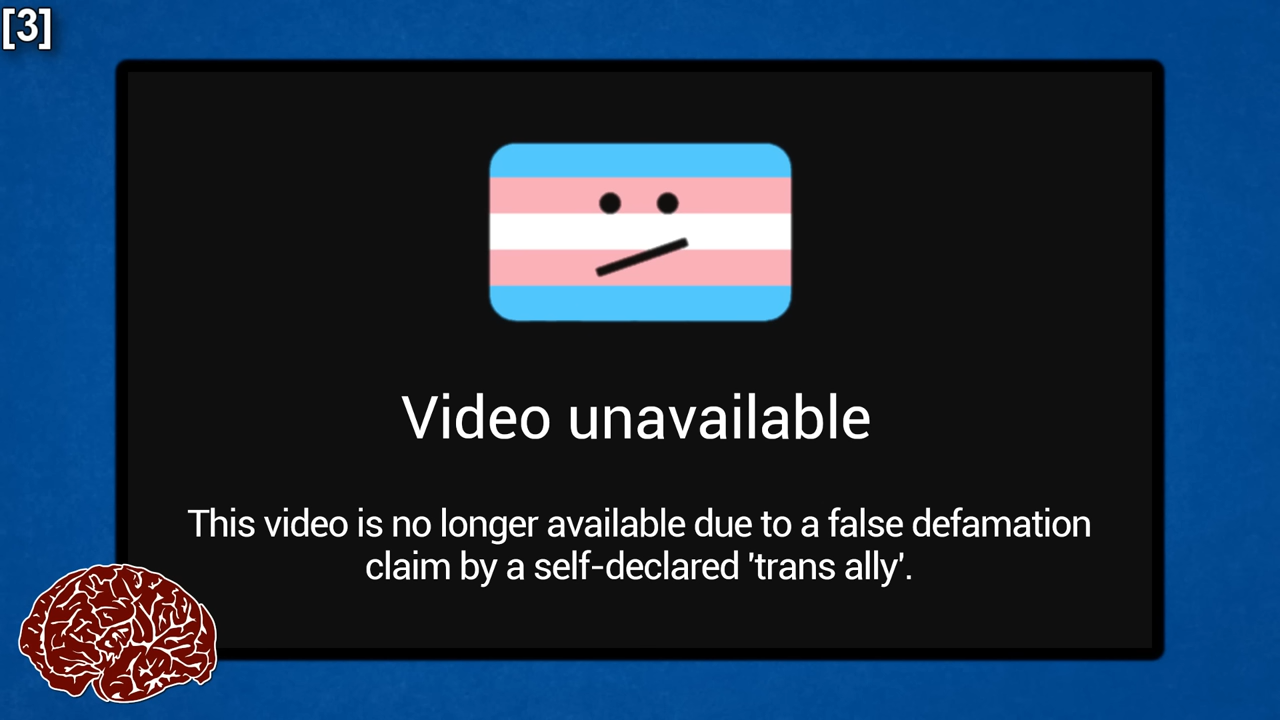 [3]
Video unavailable
This video is no longer available due to a false defamation
claim by a self-declared 'trans ally'.